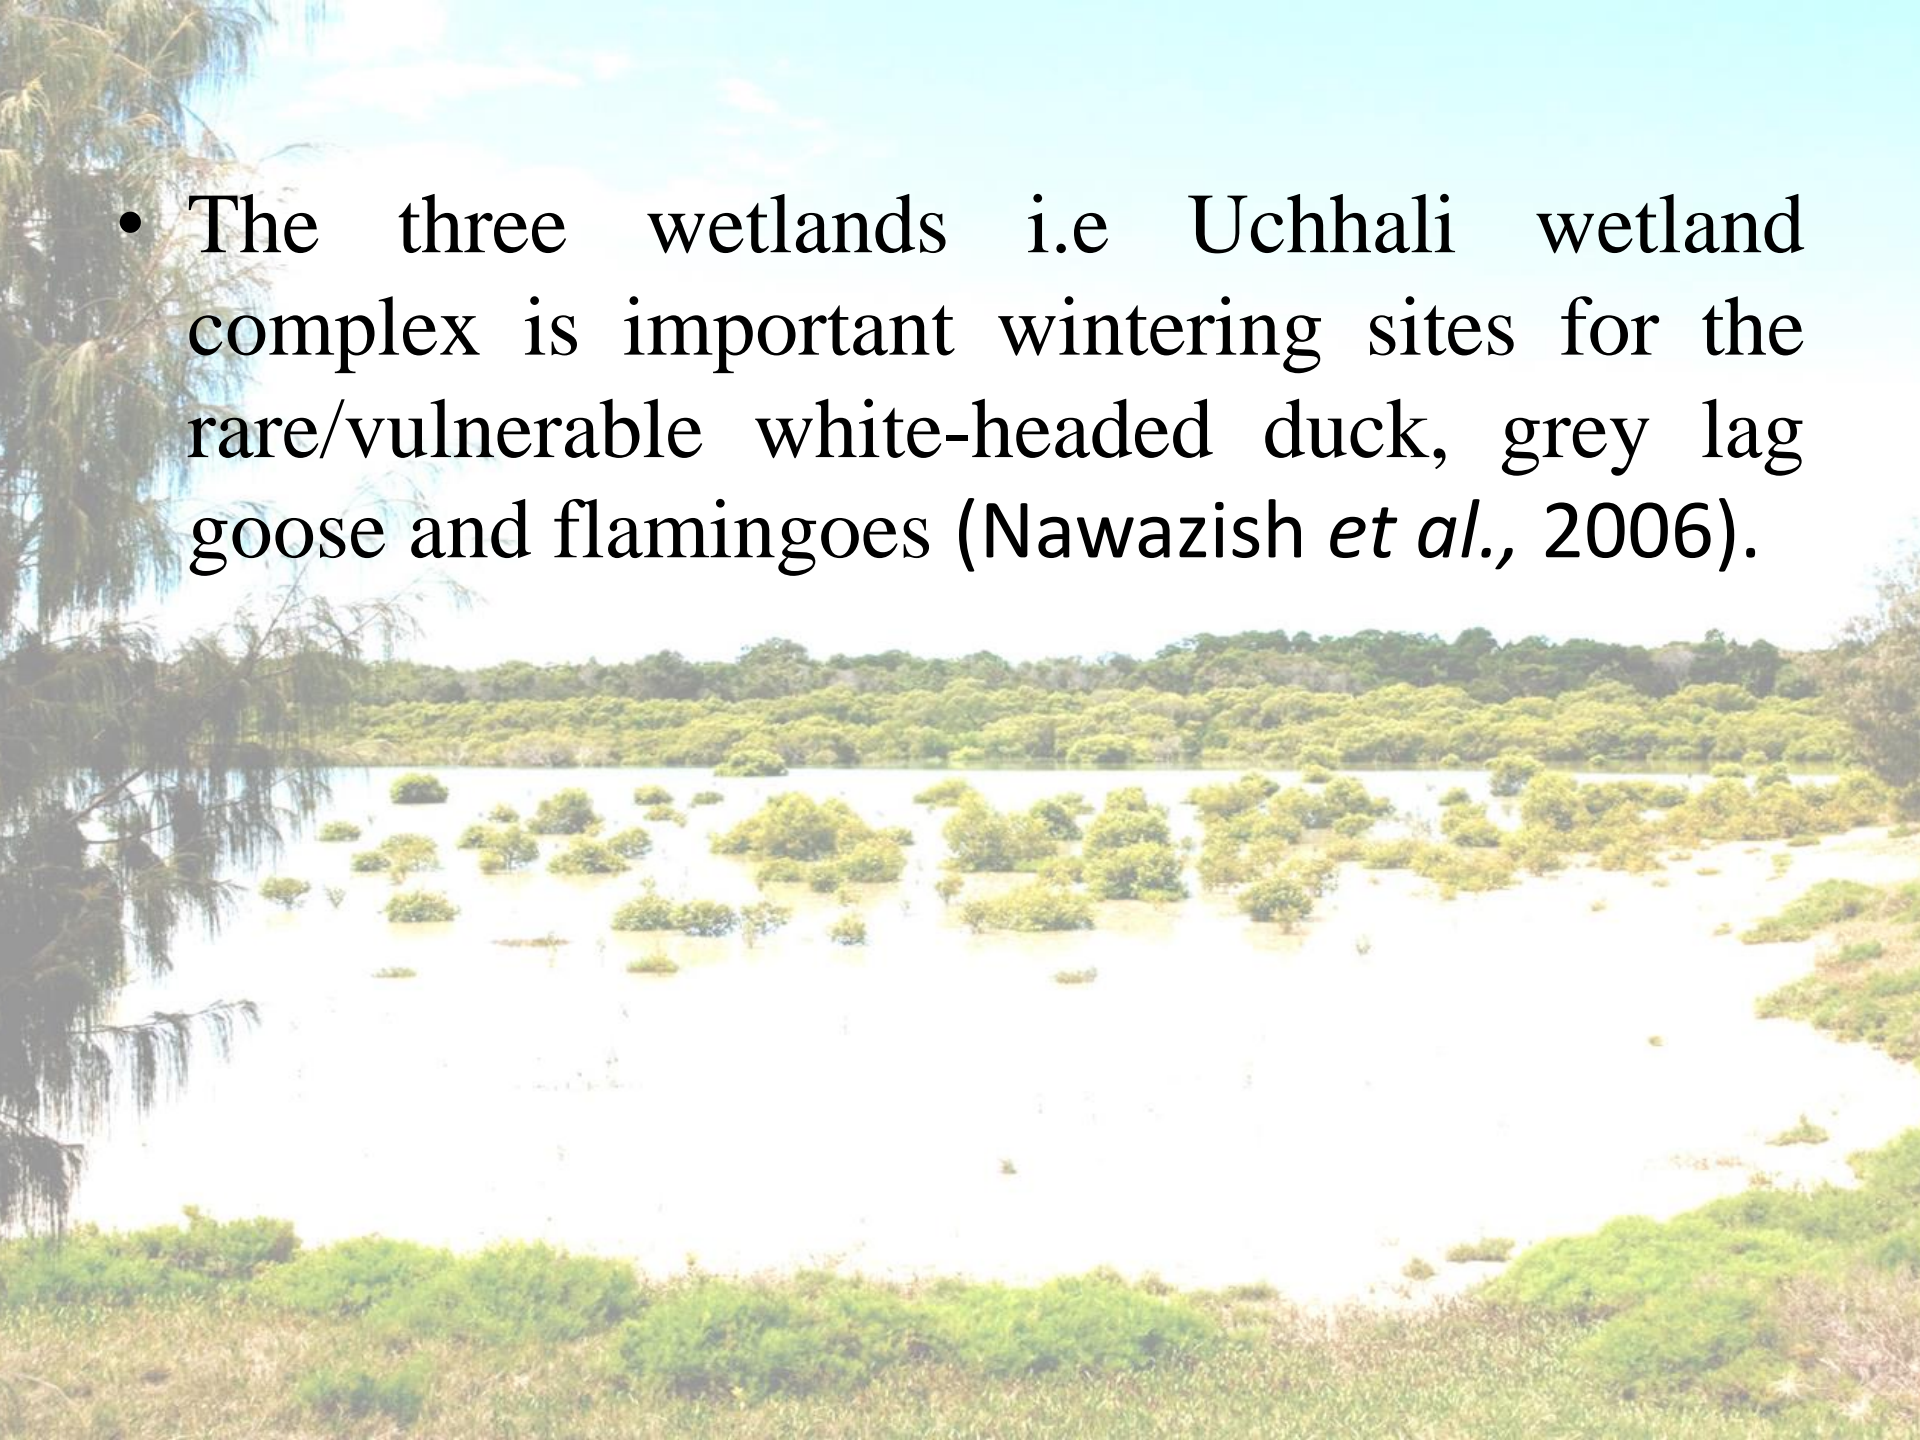 • The three wetlands i.e Uchhali wetland
complex is important wintering sites for the
rare/vulnerable white-headed duck, grey lag
goose and flamingoes (Nawazish et al., 2006).